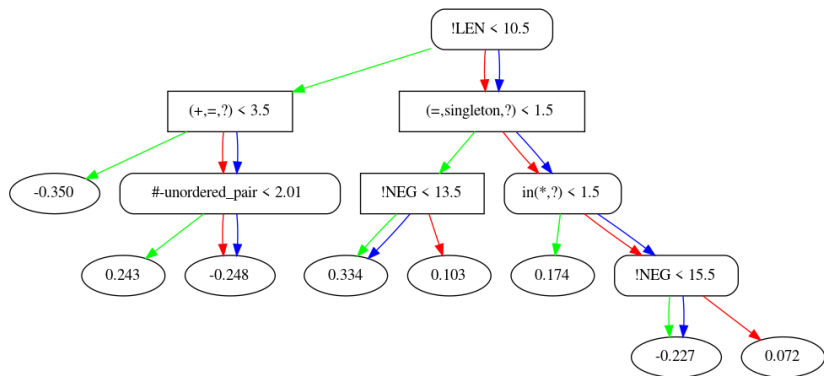 !LEN < 10.5
(+,=,?) < 3.5
(=,singleton,?) < 1.5
-0.350
#-unordered_pair < 2.01
!NEG < 13.5
in(*,?) < 1.5
0.243
-0.248
0.334
0.103
0.174
!NEG < 15.5
-0.227
0.072